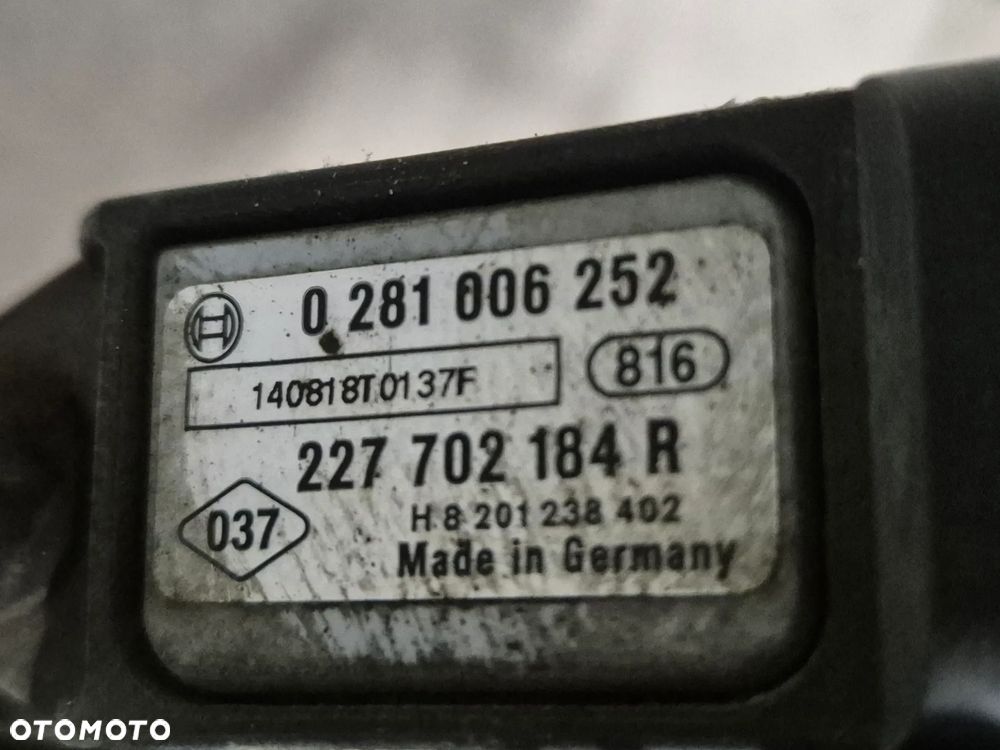 0 281 006 252
140818T0137F
816
227 702 184 R
037
H 8 201 238 402
Made in Germany
OTOMOTO